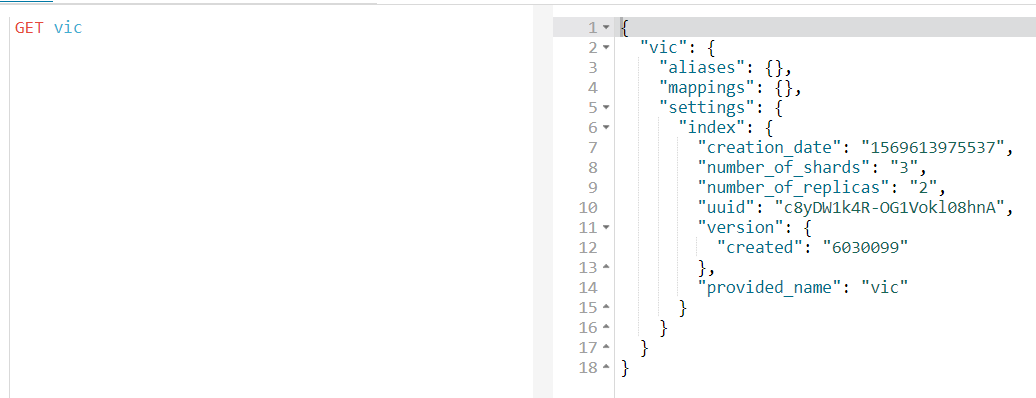 GET vic
1 {
2 "vic": {
3 "aliases": {},
4 "mappings": {},
5 "settings": {
6 "index": {
7 "creation_date": "1569613975537",
8 "number_of_shards": "3",
9 "number_of_replicas": "2",
10 "uuid": "c8yDW1k4R-OG1Vokl08hnA",
11 "version": {
12 "created": "6030099"
13 },
14 "provided_name": "vic"
15 }
16 }
17 }
18 }